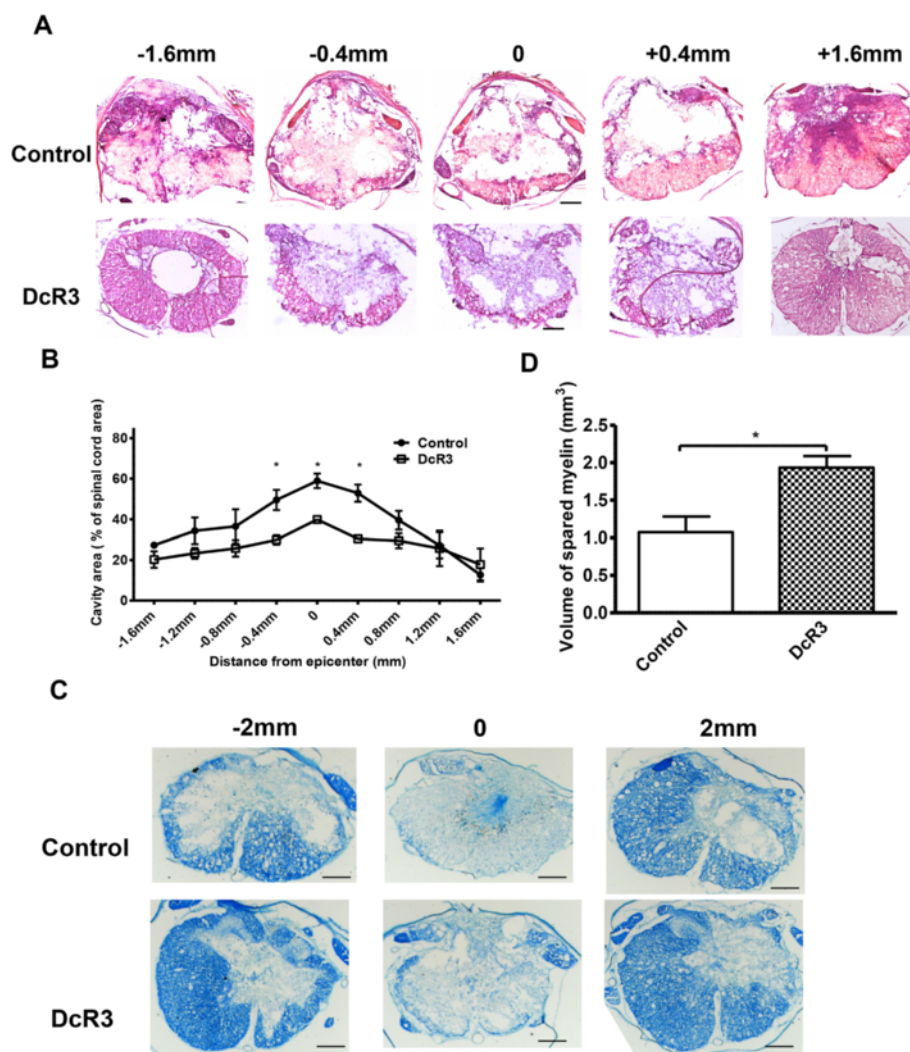 A
-1.6mm -0.4mm 0 +0.4mm +1.6mm
Control
DcR3
B
80
60
40
20
0
Cavity area ( % of spinal cord area)
Control
DcR3
* * *
-1.6mm -1.2mm -0.8mm -0.4mm 0 0.4mm 0.8mm 1.2mm 1.6mm
Distance from epicenter (mm)
D
2.5
2.0
1.5
1.0
0.5
0.0
Volume of spared myelin (mm³)
*
Control DcR3
C
-2mm 0 2mm
Control
DcR3